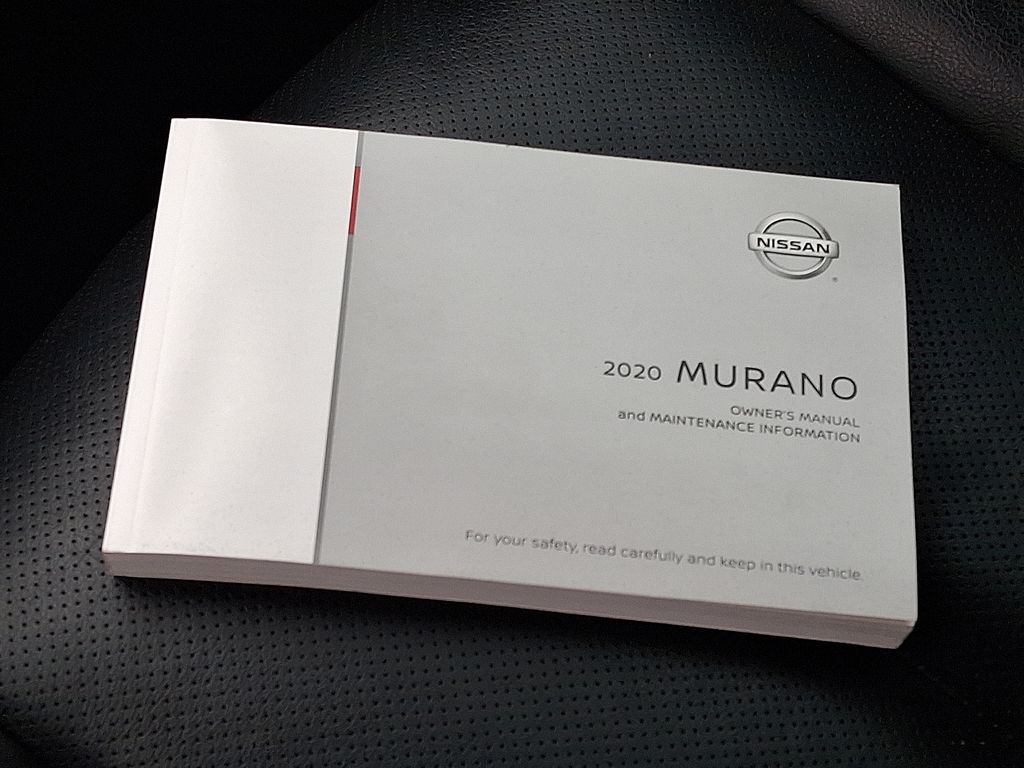 NISSAN
2020 MURANO
OWNER'S MANUAL
and MAINTENANCE INFORMATION
For your safety, read carefully and keep in this vehicle.